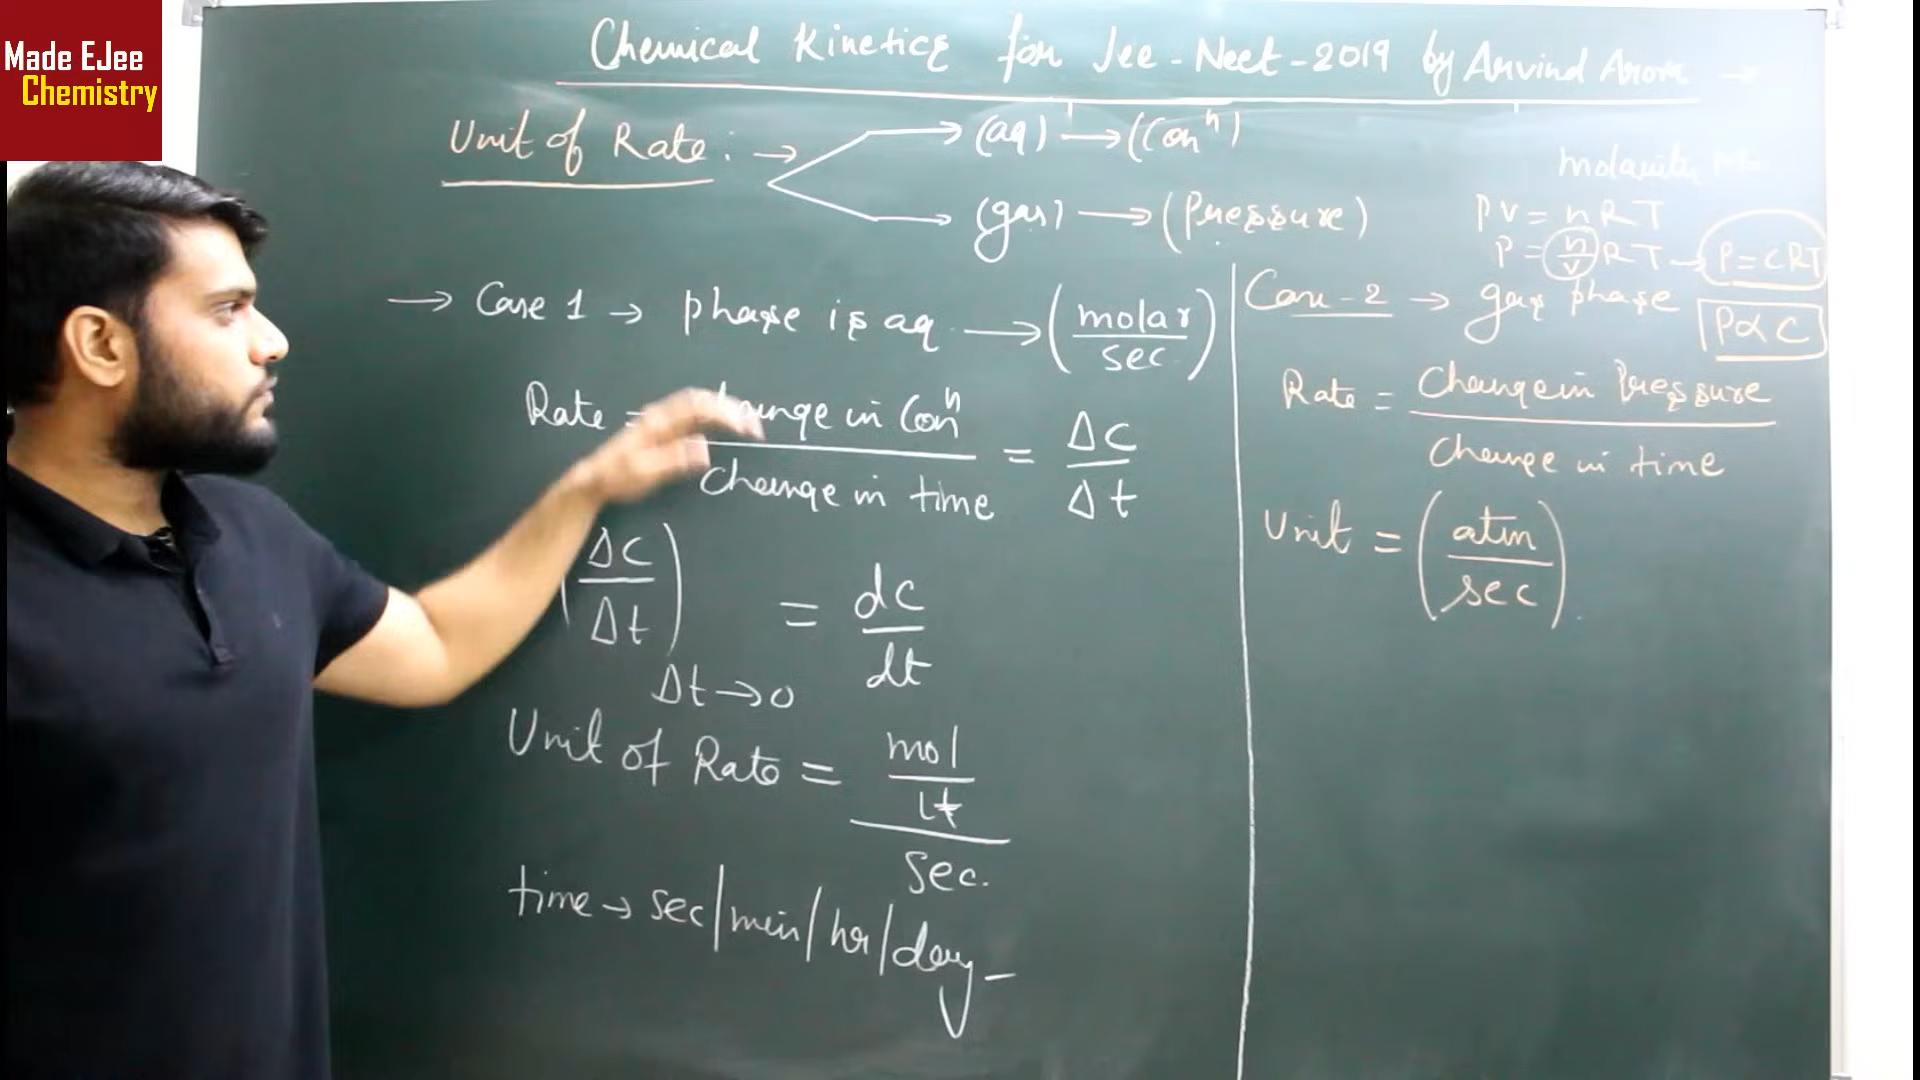 Made EJee
Chemistry
Chemical Kinetics for Jee-Neet-2019 by Arvind Arora →
Unit of Rate : →
→ (aq) → (Conⁿ)
→ (gas) → (Pressure)
molarity
PV = nRT
P = n/V RT → P = CRT
P ∝ C
→ Case 1 → phase is aq → (molar/sec)
Rate = change in Conⁿ / change in time = ΔC/Δt
(ΔC/Δt) = dc/dt
Δt → 0
Unit of Rate = mol/lt / sec.
time → sec/min/hr/day -
Case - 2 → gas phase
Rate = Change in Pressure / Change in time
Unit = (atm/sec).